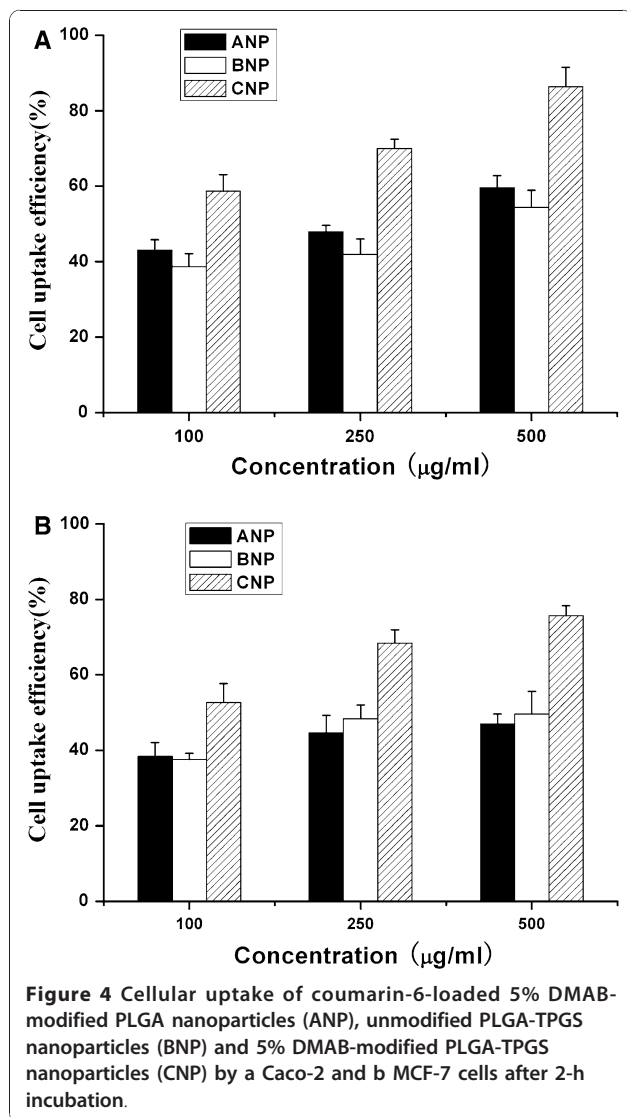 A
100
80
60
40
20
0
Cell uptake efficiency(%)
ANP
BNP
CNP
100 250 500
Concentration（μg/ml）
B
100
80
60
40
20
0
Cell uptake efficiency(%)
ANP
BNP
CNP
100 250 500
Concentration（μg/ml）
Figure 4 Cellular uptake of coumarin-6-loaded 5% DMAB-
modified PLGA nanoparticles (ANP), unmodified PLGA-TPGS
nanoparticles (BNP) and 5% DMAB-modified PLGA-TPGS
nanoparticles (CNP) by a Caco-2 and b MCF-7 cells after 2-h
incubation.